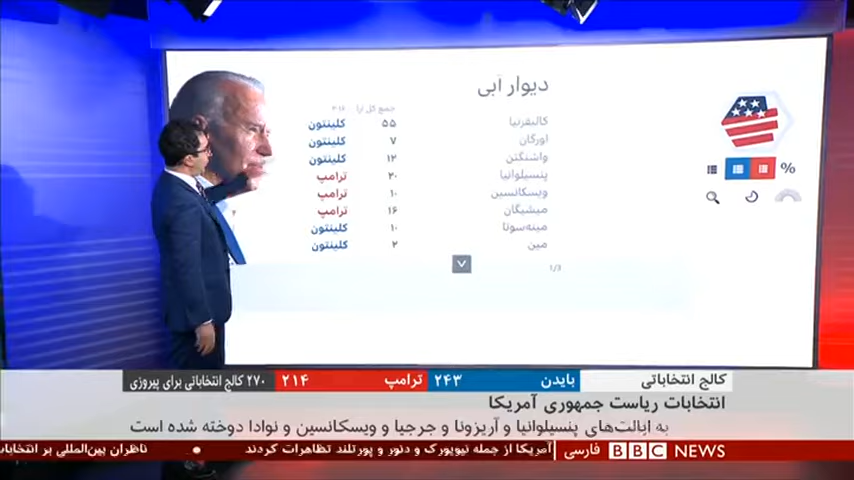 دیوار آبی
جمع کل آرا ۲۰۱۶
کالیفرنیا ۵۵ کلینتون
اورگان ۷ کلینتون
واشنگتن ۱۲ کلینتون
پنسیلوانیا ۲۰ ترامپ
ویسکانسین ۱۰ ترامپ
میشیگان ۱۶ ترامپ
مینه‌سوتا ۱۰ کلینتون
مین ۲ کلینتون
1/3
%
کالج انتخاباتی بایدن ۲۴۳ ترامپ ۲۱۴ ۲۷۰ کالج انتخاباتی برای پیروزی
انتخابات ریاست جمهوری آمریکا
به ایالت‌های پنسیلوانیا و آریزونا و جرجیا و ویسکانسین و نوادا دوخته شده است
BBC NEWS فارسی
آمریکا از جمله نیویورک و دنور و پورتلند تظاهرات کردند • ناظران بین‌المللی بر انتخابات